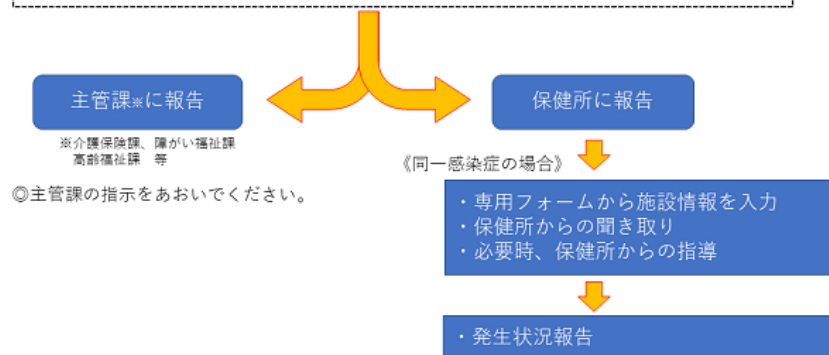 主管課※に報告
※介護保険課、障がい福祉課
高齢福祉課 等
◎主管課の指示をあおいでください。
保健所に報告
《同一感染症の場合》
・専用フォームから施設情報を入力
・保健所からの聞き取り
・必要時、保健所からの指導
・発生状況報告